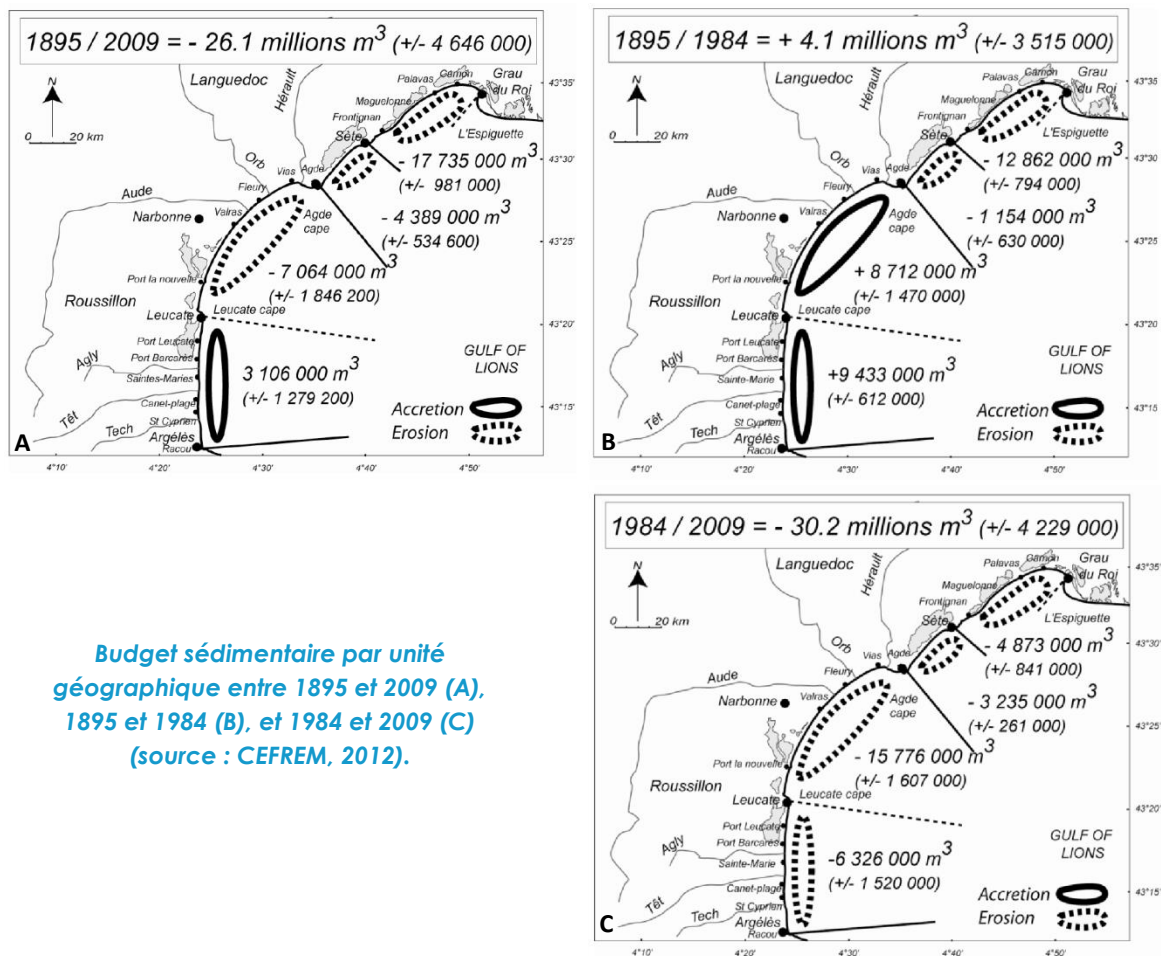 1895 / 2009 = - 26.1 millions m³ (+/- 4 646 000)
N
0 20 km
Languedoc
Hérault
Palavas
Carnon
Grau du Roi
Maguelonne
Frontignan
Sète
L'Espiguette
- 17 735 000 m³
(+/- 981 000)
Orb
Vias
Agde
Fleury
Aude
Narbonne
Valras
Agde cape
- 4 389 000 m³
(+/- 534 600)
- 7 064 000 m³
(+/- 1 846 200)
Port la nouvelle
Roussillon
Leucate
Leucate cape
Port Leucate
Port Barcarès
Agly
Saintes-Maries
3 106 000 m³
(+/- 1 279 200)
GULF OF LIONS
Canet-plage
Têt
St Cyprien
Tech
Argélès
Racou
Accretion
Erosion
A
43°35'
43°30'
43°25'
43°20'
43°15'
4°10' 4°20' 4°30' 4°40' 4°50'
1895 / 1984 = + 4.1 millions m³ (+/- 3 515 000)
N
0 20 km
Languedoc
Hérault
Palavas
Carnon
Grau du Roi
Maguelonne
Frontignan
Sète
L'Espiguette
- 12 862 000 m³
(+/- 794 000)
Orb
Vias
Agde
Fleury
Aude
Narbonne
Valras
Agde cape
- 1 154 000 m³
(+/- 630 000)
+ 8 712 000 m³
(+/- 1 470 000)
Port la nouvelle
Roussillon
Leucate
Leucate cape
Port Leucate
Port Barcarès
Agly
Sainte-Marie
+9 433 000 m³
(+/- 612 000)
GULF OF LIONS
Canet-plage
Têt
St Cyprien
Tech
Argélès
Racou
Accretion
Erosion
B
43°35'
43°30'
43°25'
43°20'
43°15'
4°10' 4°20' 4°30' 4°40' 4°50'
Budget sédimentaire par unité
géographique entre 1895 et 2009 (A),
1895 et 1984 (B), et 1984 et 2009 (C)
(source : CEFREM, 2012).
1984 / 2009 = - 30.2 millions m³ (+/- 4 229 000)
N
0 20 km
Languedoc
Hérault
Palavas
Carnon
Grau du Roi
Maguelonne
Frontignan
Sète
L'Espiguette
- 4 873 000 m³
(+/- 841 000)
Orb
Vias
Agde
Fleury
Aude
Narbonne
Valras
Agde cape
- 3 235 000 m³
(+/- 261 000)
- 15 776 000 m³
(+/- 1 607 000)
Port la nouvelle
Roussillon
Leucate
Leucate cape
Port Leucate
Port Barcarès
Agly
Sainte-Marie
-6 326 000 m³
(+/- 1 520 000)
GULF OF LIONS
Canet-plage
Têt
St Cyprien
Tech
Argélès
Racou
Accretion
Erosion
C
43°35'
43°30'
43°25'
43°20'
43°15'
4°10' 4°20' 4°30' 4°40' 4°50'